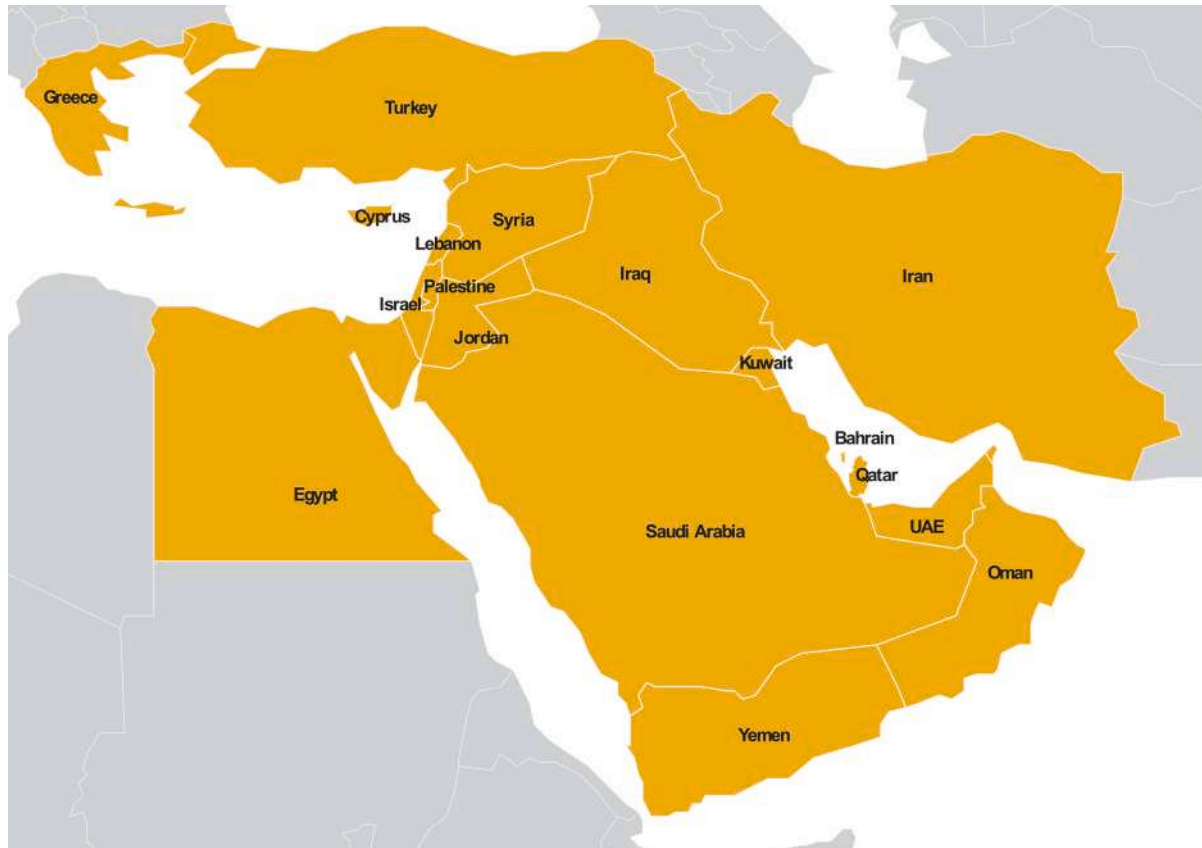 Greece
Turkey
Cyprus
Syria
Lebanon
Iraq
Iran
Palestine
Israel
Jordan
Kuwait
Bahrain
Qatar
Egypt
UAE
Saudi Arabia
Oman
Yemen